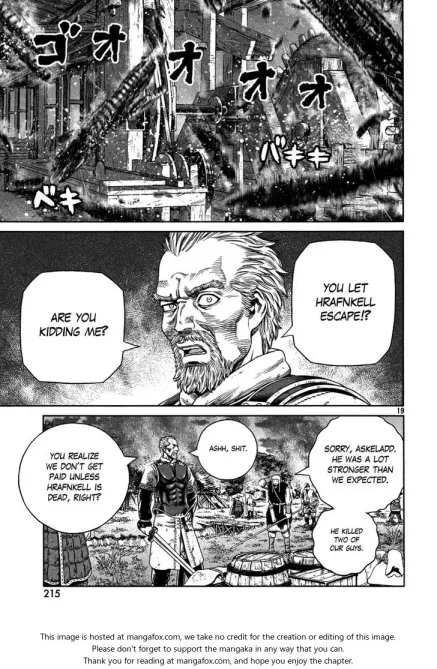 ゴオオオオ
バキキ
ベキ
YOU LET
HRAFNKELL
ESCAPE!?
ARE YOU
KIDDING ME?
19
SORRY, ASKELADD.
HE WAS A LOT
STRONGER THAN
WE EXPECTED.
HE KILLED
TWO OF
OUR GUYS.
AGHH, SHIT.
YOU REALIZE
WE DON'T GET
PAID UNLESS
HRAFNKELL IS
DEAD, RIGHT?
215
This image is hosted at mangafox.com, we take no credit for the creation or editing of this image.
Please don't forget to support the mangaka in any way that you can.
Thank you for reading at mangafox.com, and hope you enjoy the chapter.